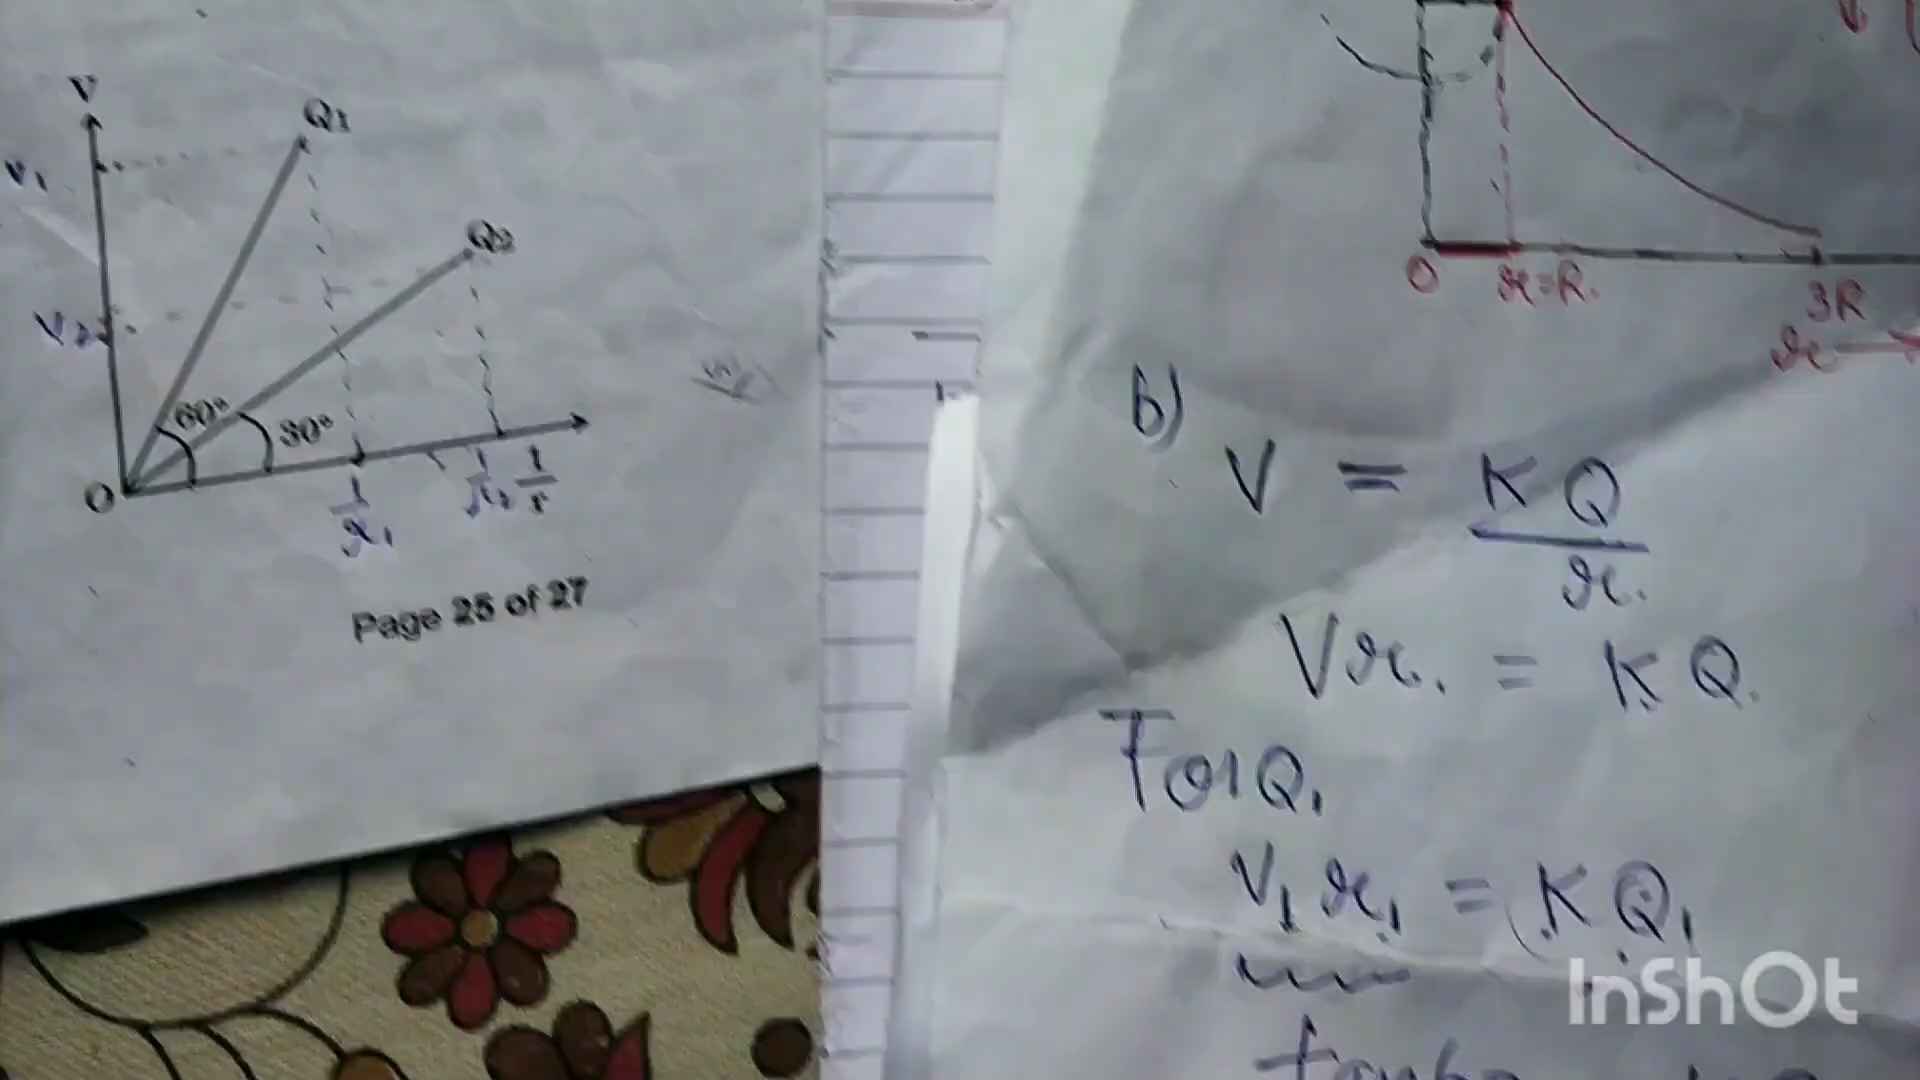 V
Q1
V1
Q2
V2
60°
30°
O
1/r1
1/r2
1/r
Page 25 of 27
O
r=R.
3R
r
b)
V = KQ/r.
Vr. = KQ.
For Q1
V1r1 = KQ1
InShOt